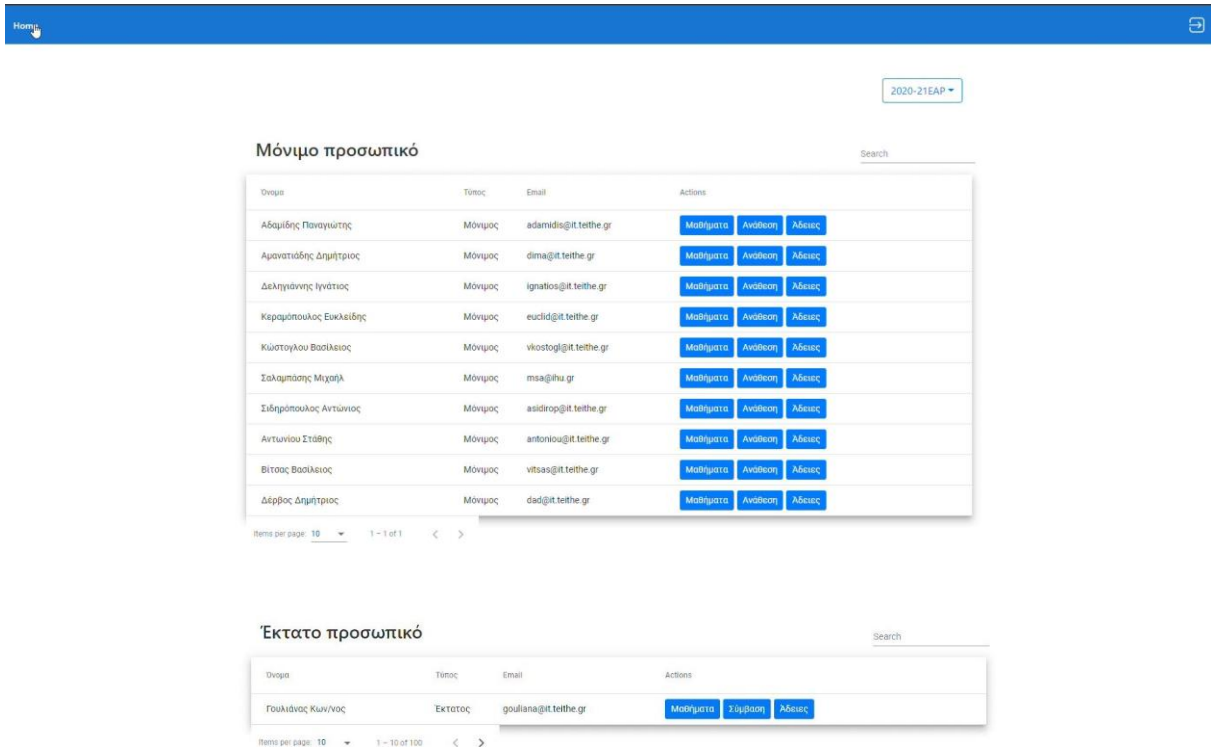 Home
2020-21ΕΑΡ
Μόνιμο προσωπικό
Search
Όνομα Τύπος Email Actions
Αδαμίδης Παναγιώτης Μόνιμος adamidis@it.teithe.gr Μαθήματα Ανάθεση Άδειες
Αμανατιάδης Δημήτριος Μόνιμος dima@it.teithe.gr Μαθήματα Ανάθεση Άδειες
Δεληγιάννης Ιγνάτιος Μόνιμος ignatios@it.teithe.gr Μαθήματα Ανάθεση Άδειες
Κεραμόπουλος Ευκλείδης Μόνιμος euclid@it.teithe.gr Μαθήματα Ανάθεση Άδειες
Κώστογλου Βασίλειος Μόνιμος vkostogl@it.teithe.gr Μαθήματα Ανάθεση Άδειες
Σαλαμπάσης Μιχαήλ Μόνιμος msa@ihu.gr Μαθήματα Ανάθεση Άδειες
Σιδηρόπουλος Αντώνιος Μόνιμος asidirop@it.teithe.gr Μαθήματα Ανάθεση Άδειες
Αντωνίου Στάθης Μόνιμος antoniou@it.teithe.gr Μαθήματα Ανάθεση Άδειες
Βίτσας Βασίλειος Μόνιμος vitsas@it.teithe.gr Μαθήματα Ανάθεση Άδειες
Δέρβος Δημήτριος Μόνιμος dad@it.teithe.gr Μαθήματα Ανάθεση Άδειες
Items per page: 10 1 – 1 of 1
Έκτατο προσωπικό
Search
Όνομα Τύπος Email Actions
Γουλιάνας Κων/νος Έκτατος gouliana@it.teithe.gr Μαθήματα Σύμβαση Άδειες
Items per page: 10 1 – 10 of 100